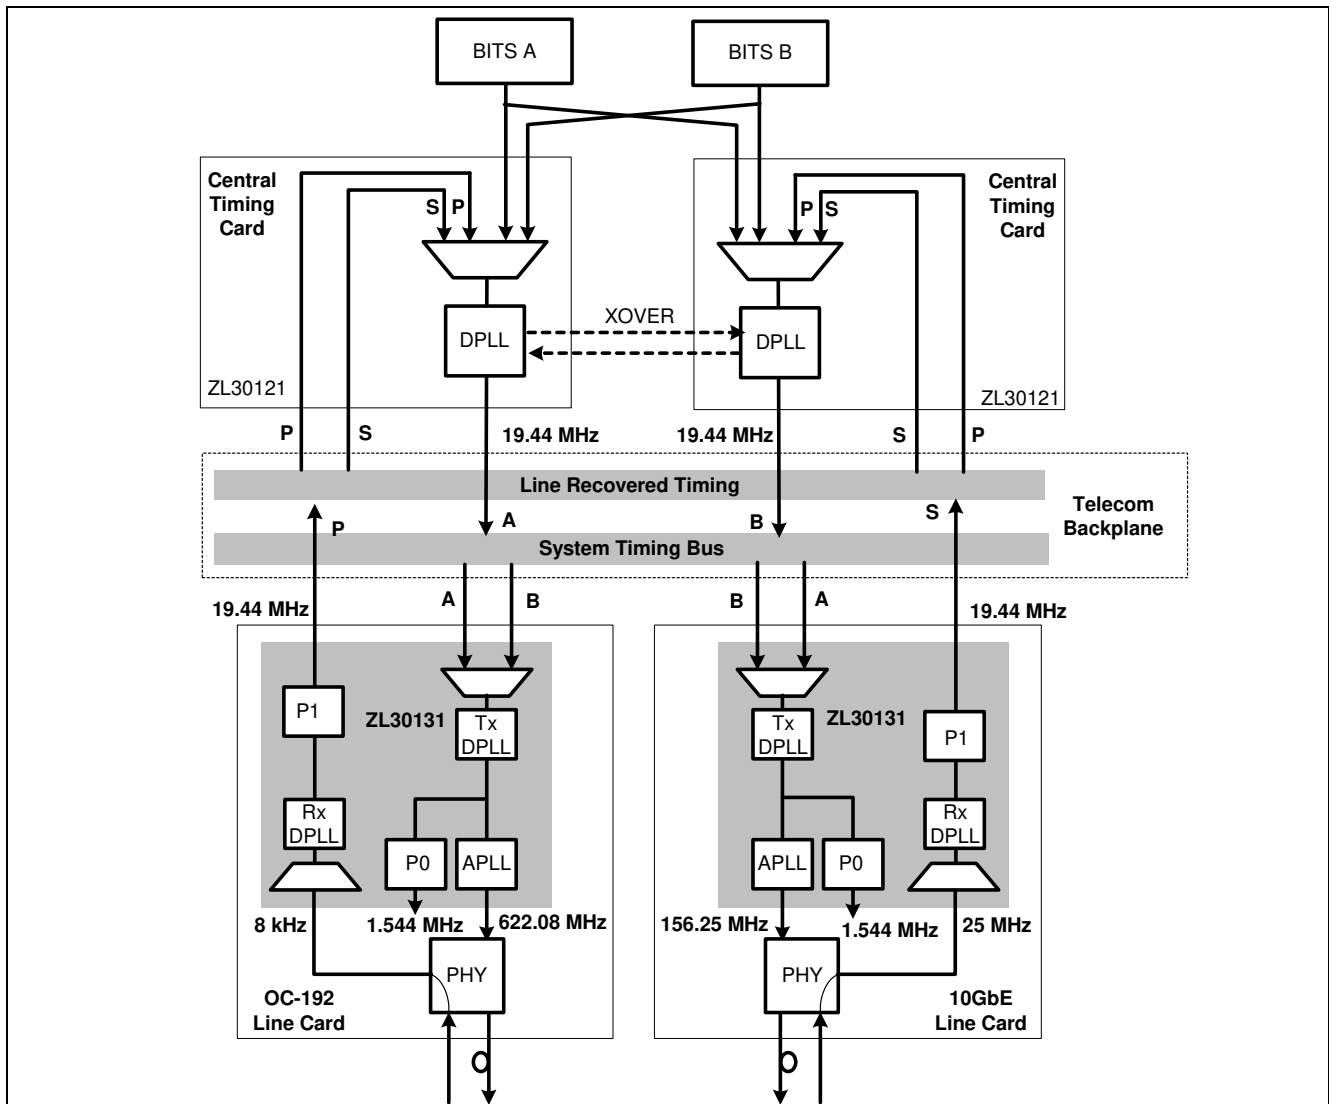 BITS A
BITS B
Central
Timing
Card
S P
P S
Central
Timing
Card
XOVER
DPLL
DPLL
ZL30121
ZL30121
P
S
19.44 MHz
19.44 MHz
S
P
Line Recovered Timing
P
A
B
S
Telecom
Backplane
System Timing Bus
19.44 MHz
A
B
B
A
19.44 MHz
P1
ZL30131
Tx
DPLL
Tx
DPLL
ZL30131
P1
Rx
DPLL
P0
APLL
APLL
P0
Rx
DPLL
8 kHz
1.544 MHz
622.08 MHz
156.25 MHz
1.544 MHz
25 MHz
PHY
PHY
OC-192
Line Card
10GbE
Line Card